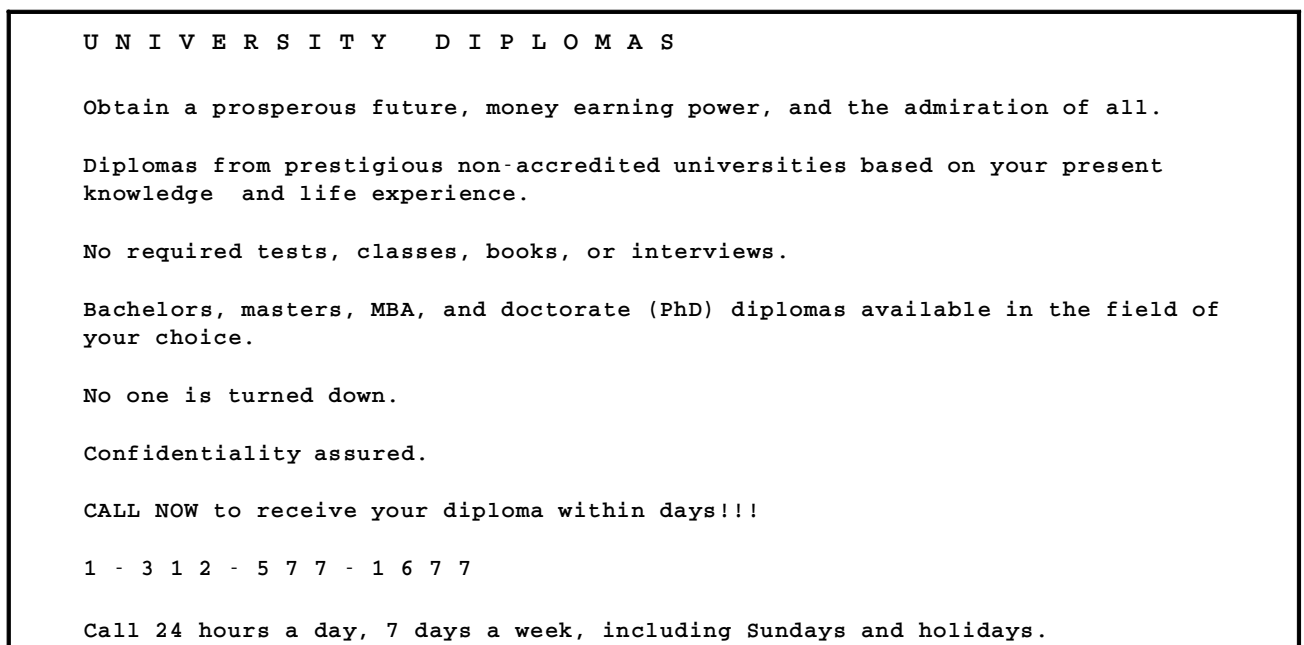 U N I V E R S I T Y   D I P L O M A S
Obtain a prosperous future, money earning power, and the admiration of all.
Diplomas from prestigious non-accredited universities based on your present
knowledge  and life experience.
No required tests, classes, books, or interviews.
Bachelors, masters, MBA, and doctorate (PhD) diplomas available in the field of
your choice.
No one is turned down.
Confidentiality assured.
CALL NOW to receive your diploma within days!!!
1 - 3 1 2 - 5 7 7 - 1 6 7 7
Call 24 hours a day, 7 days a week, including Sundays and holidays.